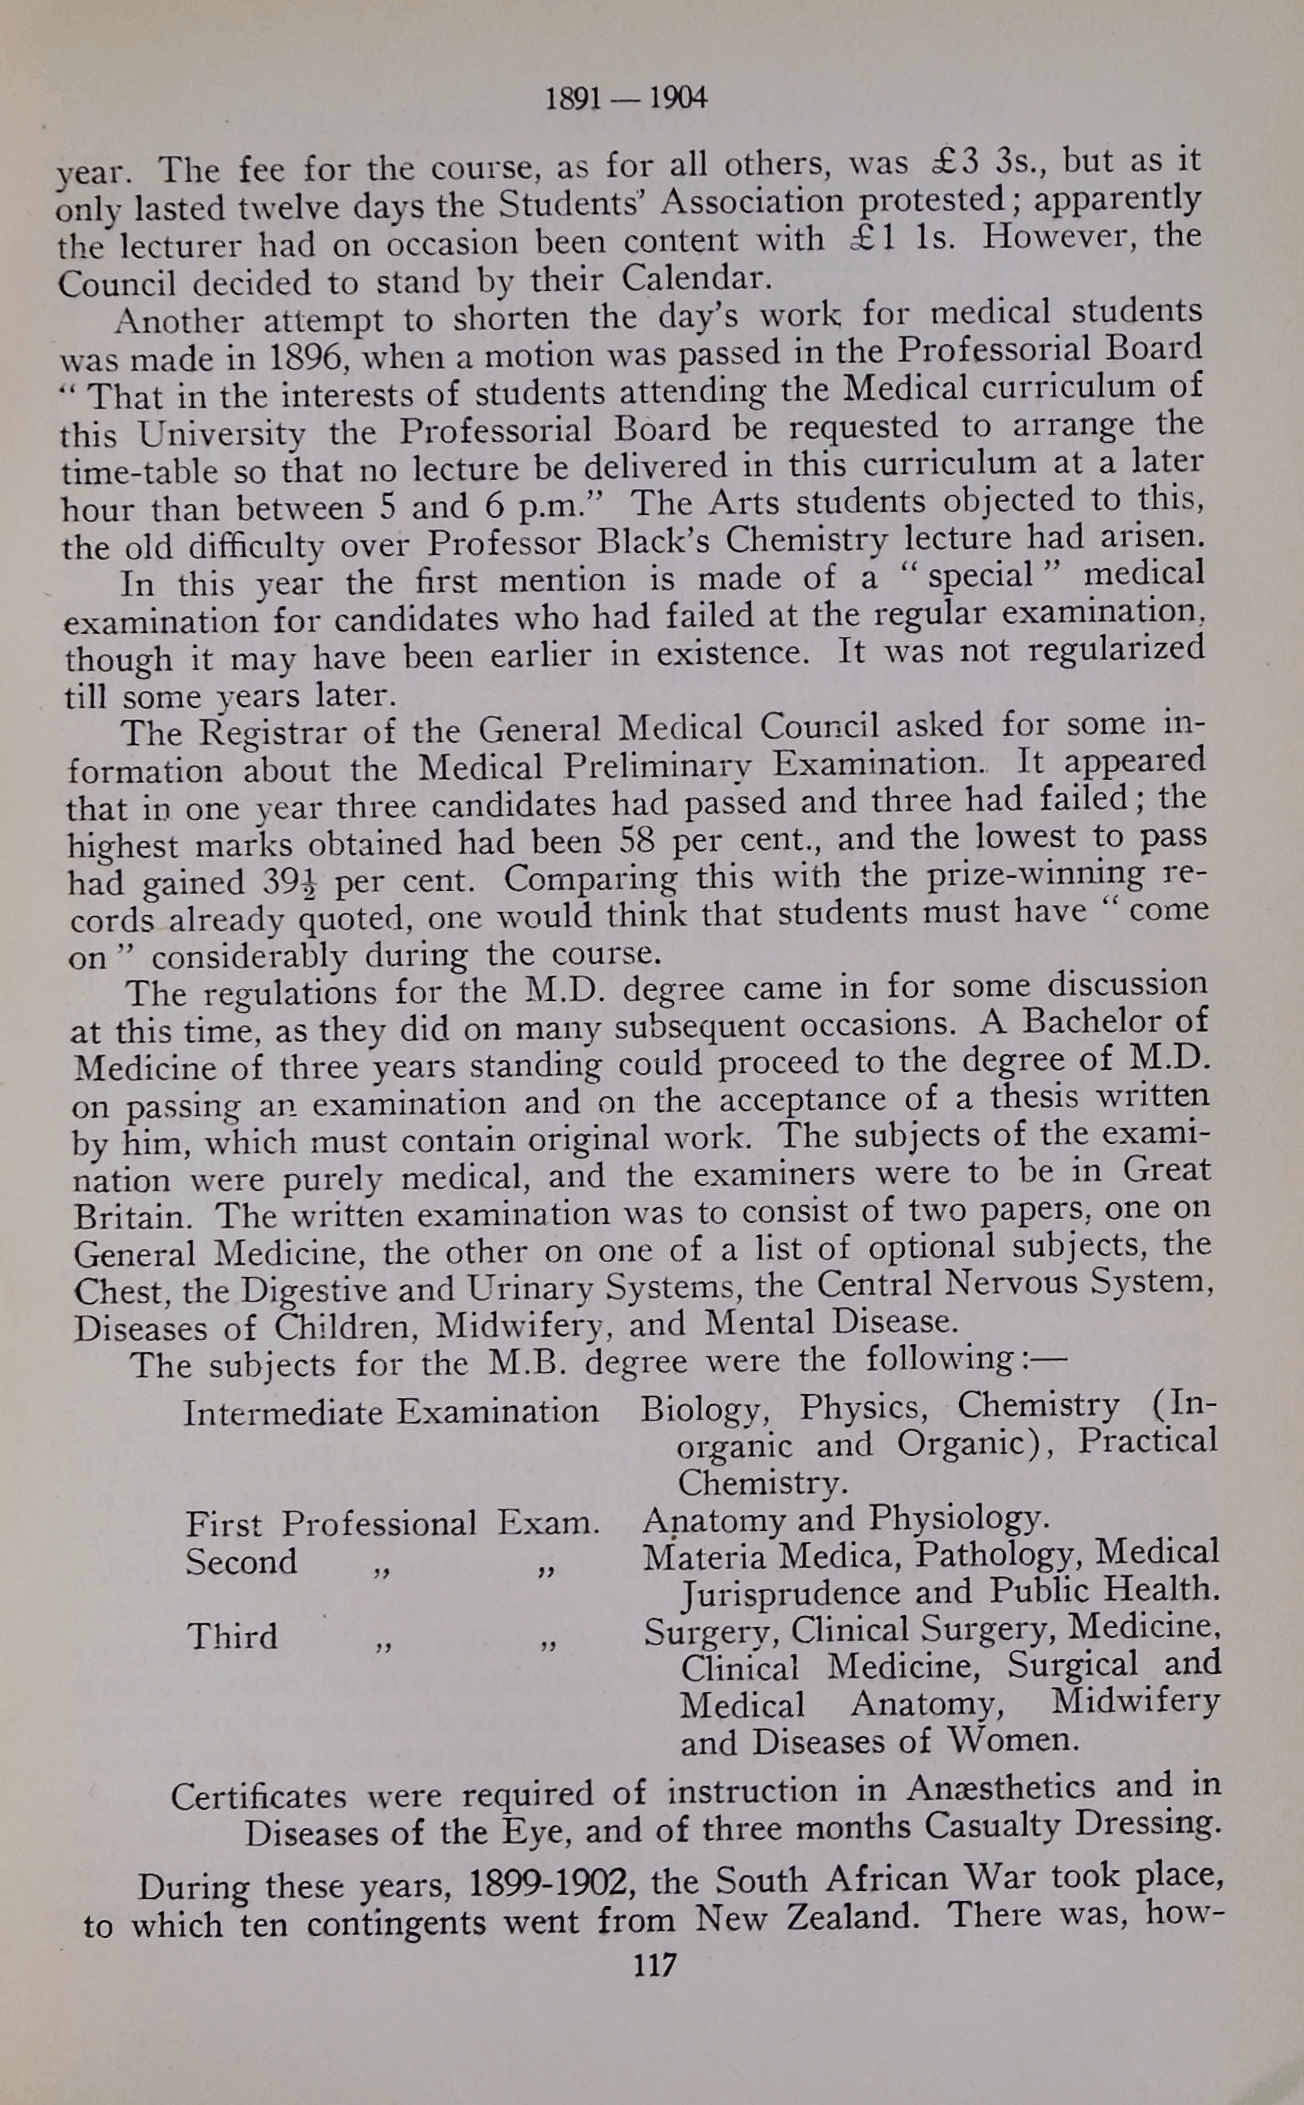 1891 — 1904
year. The fee for the course, as for all others, was £3 3s., but as it
only lasted twelve days the Students' Association protested; apparently
the lecturer had on occasion been content with £1 1s. However, the
Council decided to stand by their Calendar.
Another attempt to shorten the day's work for medical students
was made in 1896, when a motion was passed in the Professorial Board
“ That in the interests of students attending the Medical curriculum of
this University the Professorial Board be requested to arrange the
time-table so that no lecture be delivered in this curriculum at a later
hour than between 5 and 6 p.m.” The Arts students objected to this,
the old difficulty over Professor Black's Chemistry lecture had arisen.
In this year the first mention is made of a “ special ” medical
examination for candidates who had failed at the regular examination,
though it may have been earlier in existence. It was not regularized
till some years later.
The Registrar of the General Medical Council asked for some in-
formation about the Medical Preliminary Examination. It appeared
that in one year three candidates had passed and three had failed; the
highest marks obtained had been 58 per cent., and the lowest to pass
had gained 39½ per cent. Comparing this with the prize-winning re-
cords already quoted, one would think that students must have “ come
on ” considerably during the course.
The regulations for the M.D. degree came in for some discussion
at this time, as they did on many subsequent occasions. A Bachelor of
Medicine of three years standing could proceed to the degree of M.D.
on passing an examination and on the acceptance of a thesis written
by him, which must contain original work. The subjects of the exami-
nation were purely medical, and the examiners were to be in Great
Britain. The written examination was to consist of two papers, one on
General Medicine, the other on one of a list of optional subjects, the
Chest, the Digestive and Urinary Systems, the Central Nervous System,
Diseases of Children, Midwifery, and Mental Disease.
The subjects for the M.B. degree were the following:—
Intermediate Examination Biology, Physics, Chemistry (In-
organic and Organic), Practical
Chemistry.
First Professional Exam. Anatomy and Physiology.
Second „ „ Materia Medica, Pathology, Medical
Jurisprudence and Public Health.
Third „ „ Surgery, Clinical Surgery, Medicine,
Clinical Medicine, Surgical and
Medical Anatomy, Midwifery
and Diseases of Women.
Certificates were required of instruction in Anæsthetics and in
Diseases of the Eye, and of three months Casualty Dressing.
During these years, 1899-1902, the South African War took place,
to which ten contingents went from New Zealand. There was, how-
117